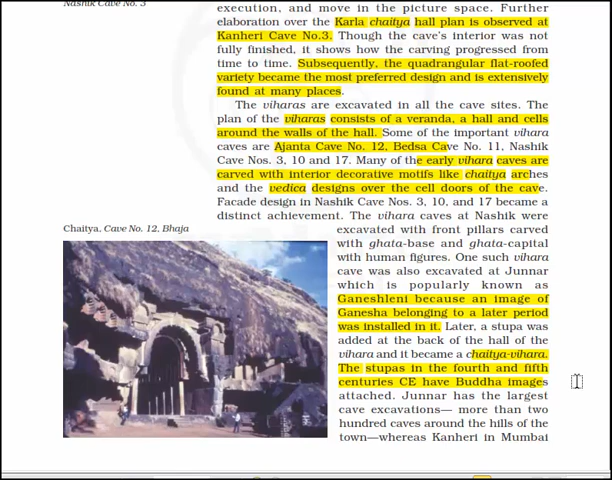 Nashik Cave No. 3
execution, and move in the picture space. Further
elaboration over the Karla chaitya hall plan is observed at
Kanheri Cave No.3. Though the cave's interior was not
fully finished, it shows how the carving progressed from
time to time. Subsequently, the quadrangular flat-roofed
variety became the most preferred design and is extensively
found at many places.
The viharas are excavated in all the cave sites. The
plan of the viharas consists of a veranda, a hall and cells
around the walls of the hall. Some of the important vihara
caves are Ajanta Cave No. 12, Bedsa Cave No. 11, Nashik
Cave Nos. 3, 10 and 17. Many of the early vihara caves are
carved with interior decorative motifs like chaitya arches
and the vedica designs over the cell doors of the cave.
Facade design in Nashik Cave Nos. 3, 10, and 17 became a
distinct achievement. The vihara caves at Nashik were
excavated with front pillars carved
with ghata-base and ghata-capital
with human figures. One such vihara
cave was also excavated at Junnar
which is popularly known as
Ganeshleni because an image of
Ganesha belonging to a later period
was installed in it. Later, a stupa was
added at the back of the hall of the
vihara and it became a chaitya-vihara.
The stupas in the fourth and fifth
centuries CE have Buddha images
attached. Junnar has the largest
cave excavations— more than two
hundred caves around the hills of the
town—whereas Kanheri in Mumbai
Chaitya, Cave No. 12, Bhaja